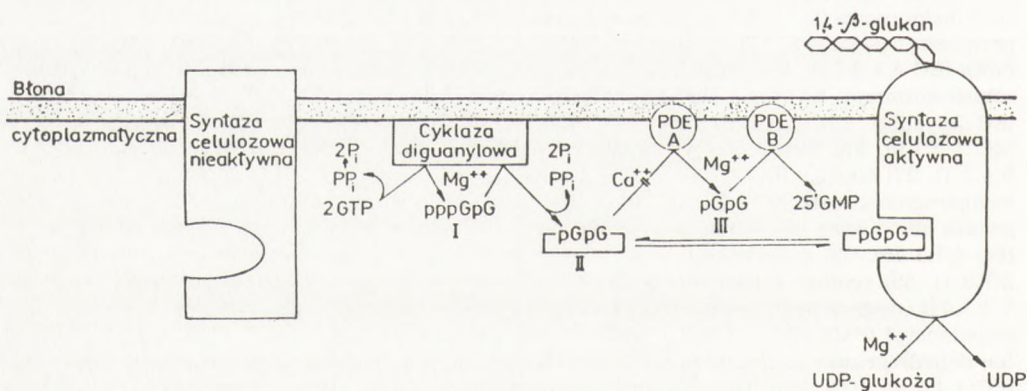 1,4-β-glukan
Błona
cytoplazmatyczna
Syntaza
celulozowa
nieaktywna
Cyklaza
diguanylowa
2Pi
PPi
2GTP
Mg++
pppGpG
I
2Pi
PPi
pGpG
II
Ca++
PDE
A
Mg++
pGpG
III
PDE
B
25'GMP
Syntaza
celulozowa
aktywna
pGpG
Mg++
UDP-glukoża
UDP